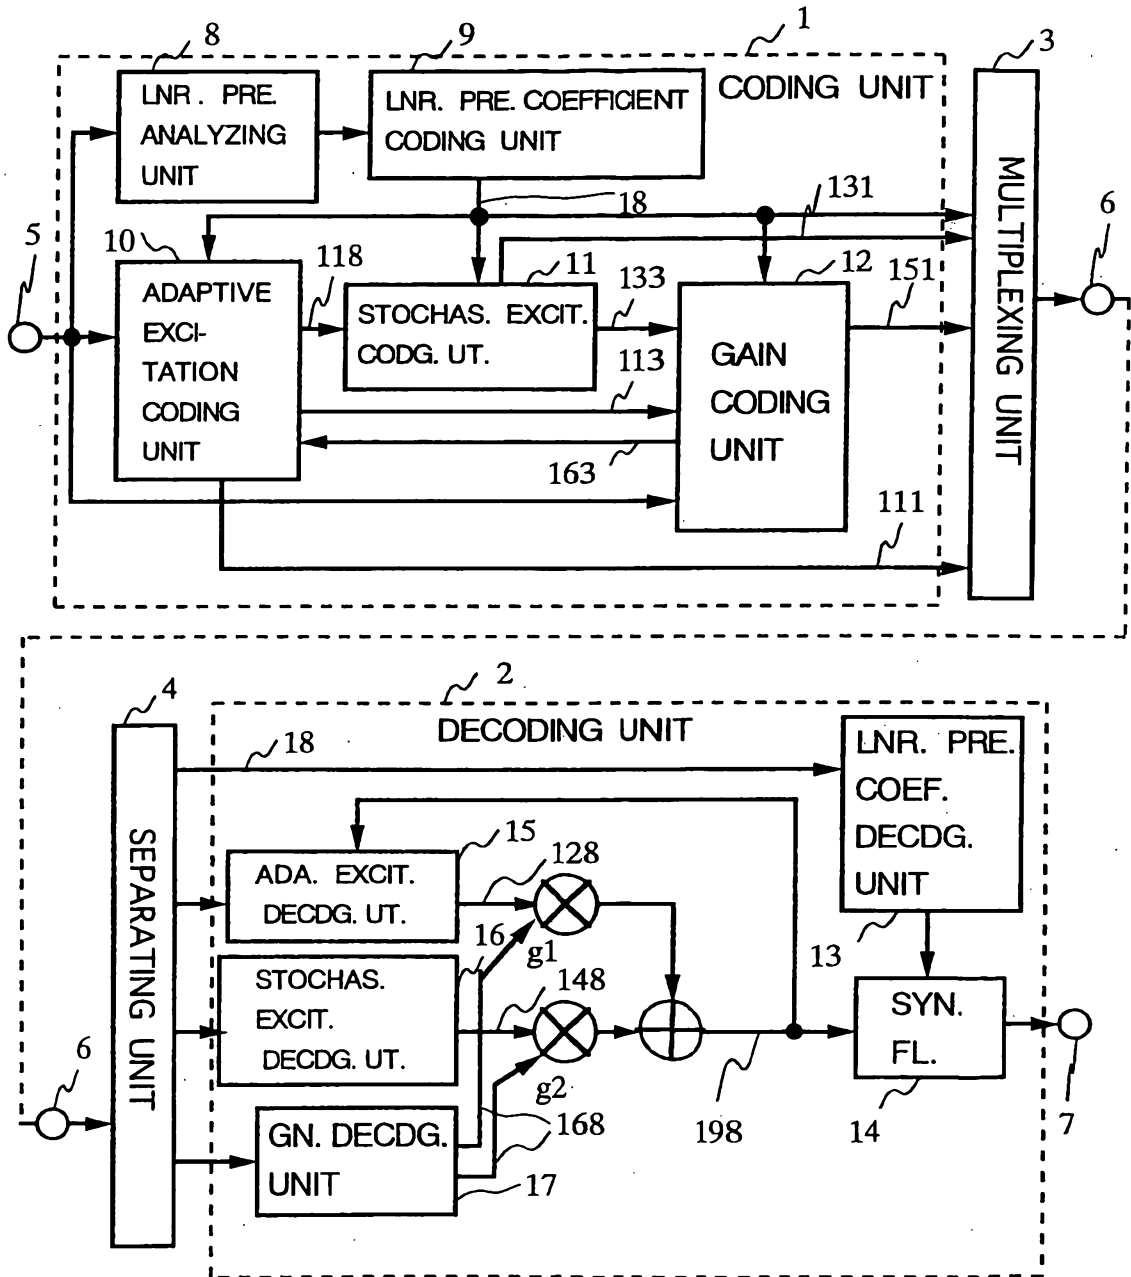 1
3
8
9
CODING UNIT
LNR. PRE.
ANALYZING
UNIT
LNR. PRE. COEFFICIENT
CODING UNIT
18
131
6
5
10
118
11
133
12
151
ADAPTIVE
EXCI-
TATION
CODING
UNIT
STOCHAS. EXCIT.
CODG. UT.
113
163
GAIN
CODING
UNIT
111
MULTIPLEXING UNIT
4
2
DECODING UNIT
18
LNR. PRE.
COEF.
DECDG.
UNIT
13
SEPARATING UNIT
15
128
ADA. EXCIT.
DECDG. UT.
16
g1
STOCHAS.
EXCIT.
DECDG. UT.
148
g2
SYN.
FL.
6
GN. DECDG.
UNIT
168
198
14
7
17